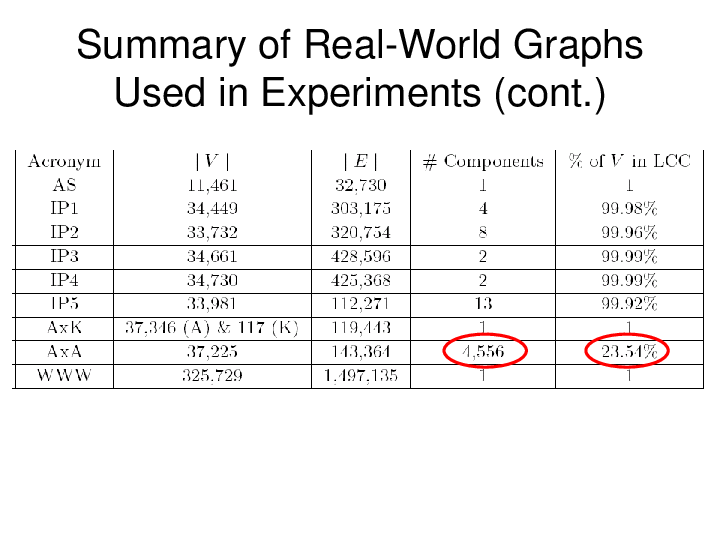 Summary of Real-World Graphs
Used in Experiments (cont.)
Acronym | V | | E | # Components % of V in LCC
AS 11,461 32,730 1 1
IP1 34,449 303,175 4 99.98%
IP2 33,732 320,754 8 99.96%
IP3 34,661 428,596 2 99.99%
IP4 34,730 425,368 2 99.99%
IP5 33,981 112,271 13 99.92%
AxK 37,346 (A) & 117 (K) 119,443 1 1
AxA 37,225 143,364 4,556 23.54%
WWW 325,729 1,497,135 1 1